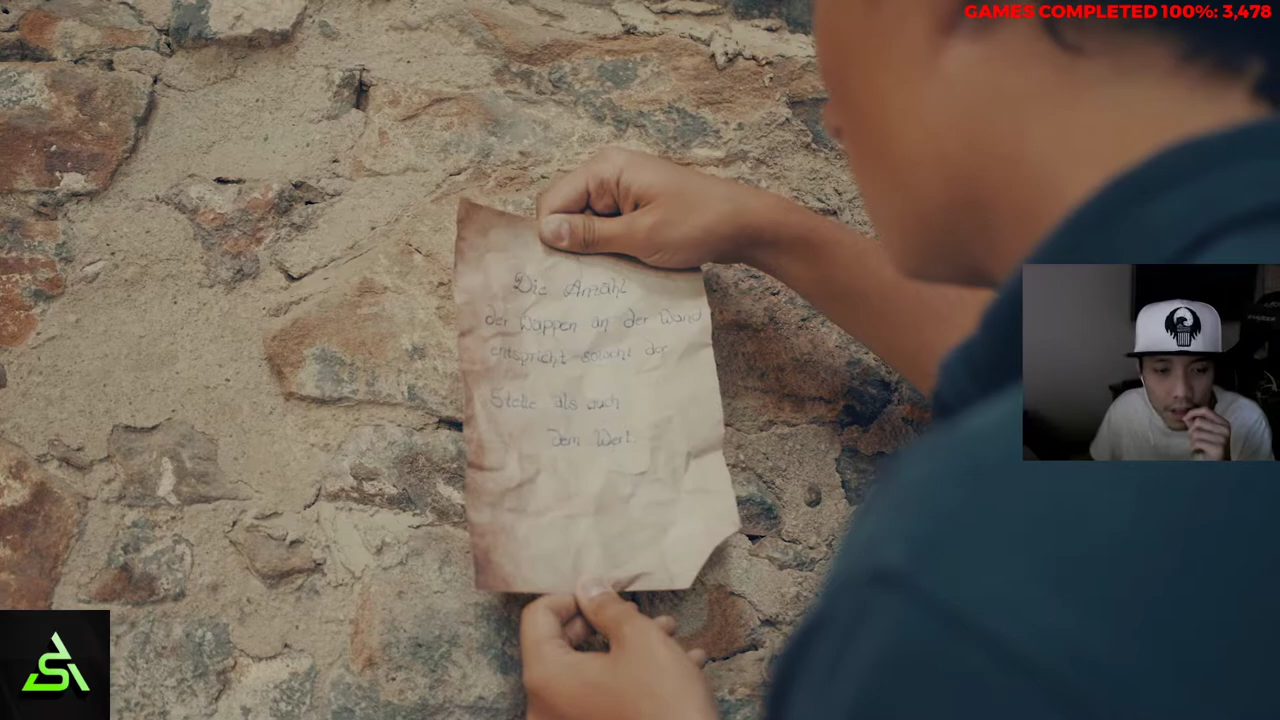 GAMES COMPLETED 100%: 3,478
Die Anzahl
der Wappen an der Wand
entspricht sowohl der
Stelle als auch
dem Wert.